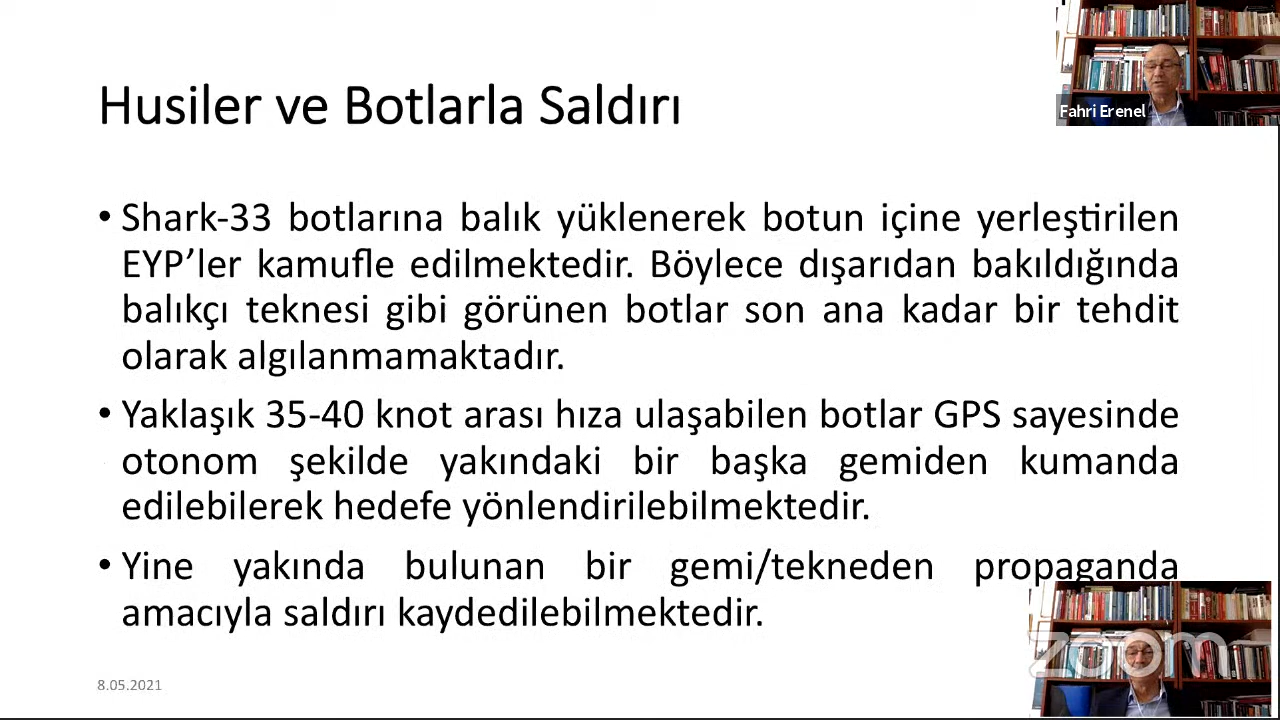 Husiler ve Botlarla Saldırı
Fahri Erenel
• Shark-33 botlarına balık yüklenerek botun içine yerleştirilen
EYP’ler kamufle edilmektedir. Böylece dışarıdan bakıldığında
balıkçı teknesi gibi görünen botlar son ana kadar bir tehdit
olarak algılanmamaktadır.
• Yaklaşık 35-40 knot arası hıza ulaşabilen botlar GPS sayesinde
otonom şekilde yakındaki bir başka gemiden kumanda
edilebilerek hedefe yönlendirilebilmektedir.
• Yine yakında bulunan bir gemi/tekneden propaganda
amacıyla saldırı kaydedilebilmektedir.
zoom
8.05.2021